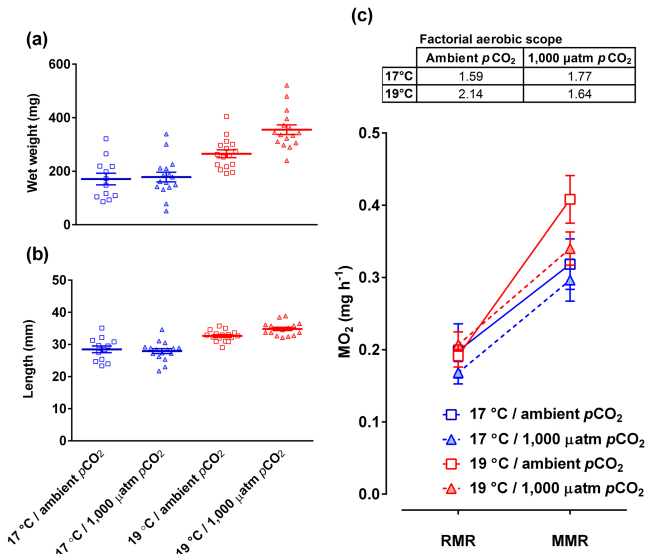 (a)
600
400
200
0
Wet weight (mg)
(b)
50
40
30
20
10
0
Length (mm)
17 °C / ambient pCO2
17 °C / 1,000 µatm pCO2
19 °C / ambient pCO2
19 °C / 1,000 µatm pCO2
(c)
Factorial aerobic scope
Ambient pCO2 1,000 µatm pCO2
17°C 1.59 1.77
19°C 2.14 1.64
0.5
0.4
0.3
0.2
0.1
0.0
MO2 (mg h-1)
17 °C / ambient pCO2
17 °C / 1,000 µatm pCO2
19 °C / ambient pCO2
19 °C / 1,000 µatm pCO2
RMR MMR